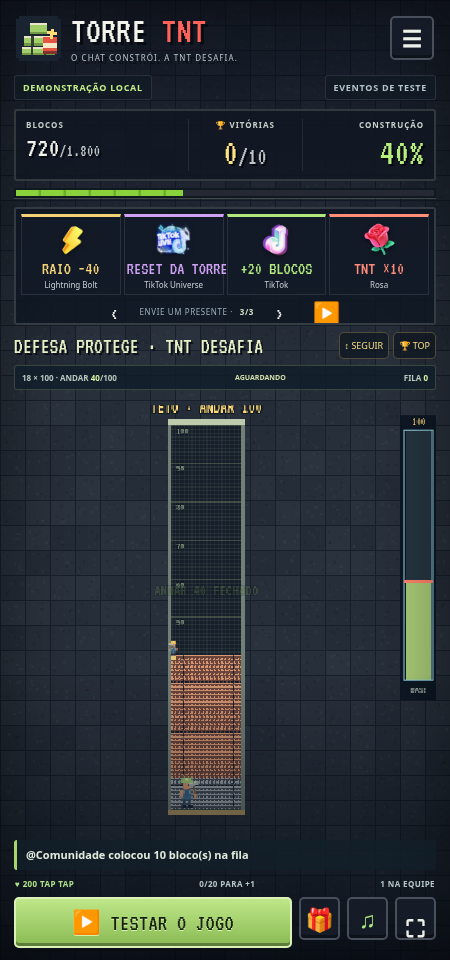 TORRE TNT
O CHAT CONSTRÓI. A TNT DESAFIA.
DEMONSTRAÇÃO LOCAL
EVENTOS DE TESTE
BLOCOS
720/1.800
🏆 VITÓRIAS
0/10
CONSTRUÇÃO
40%
RAIO -40
Lightning Bolt
RESET DA TORRE
TikTok Universe
+20 BLOCOS
TikTok
TNT X10
Rosa
‹ ENVIE UM PRESENTE · 3/3 ›
DEFESA PROTEGE · TNT DESAFIA
↕ SEGUIR
🏆 TOP
18 × 100 · ANDAR 40/100
AGUARDANDO
FILA 0
TETO · ANDAR 100
100
100
90
80
70
60
ANDAR 40 FECHADO
50
BASE
@Comunidade colocou 10 bloco(s) na fila
♥ 200 TAP TAP
0/20 PARA +1
1 NA EQUIPE
TESTAR O JOGO